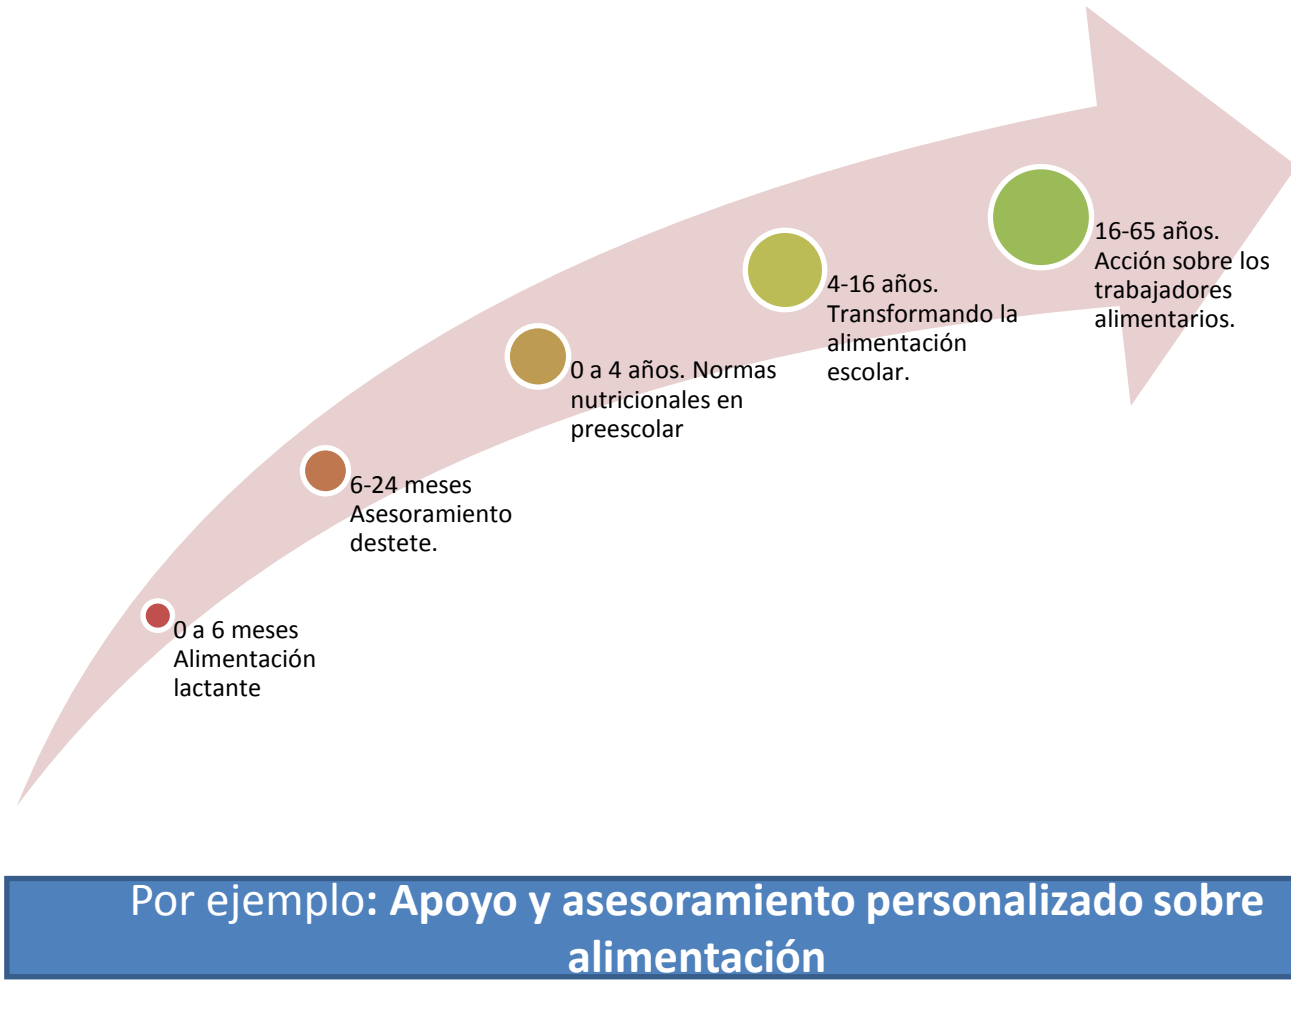 16-65 años.
Acción sobre los
trabajadores
alimentarios.
4-16 años.
Transformando la
alimentación
escolar.
0 a 4 años. Normas
nutricionales en
preescolar
6-24 meses
Asesoramiento
destete.
0 a 6 meses
Alimentación
lactante
Por ejemplo: Apoyo y asesoramiento personalizado sobre
alimentación